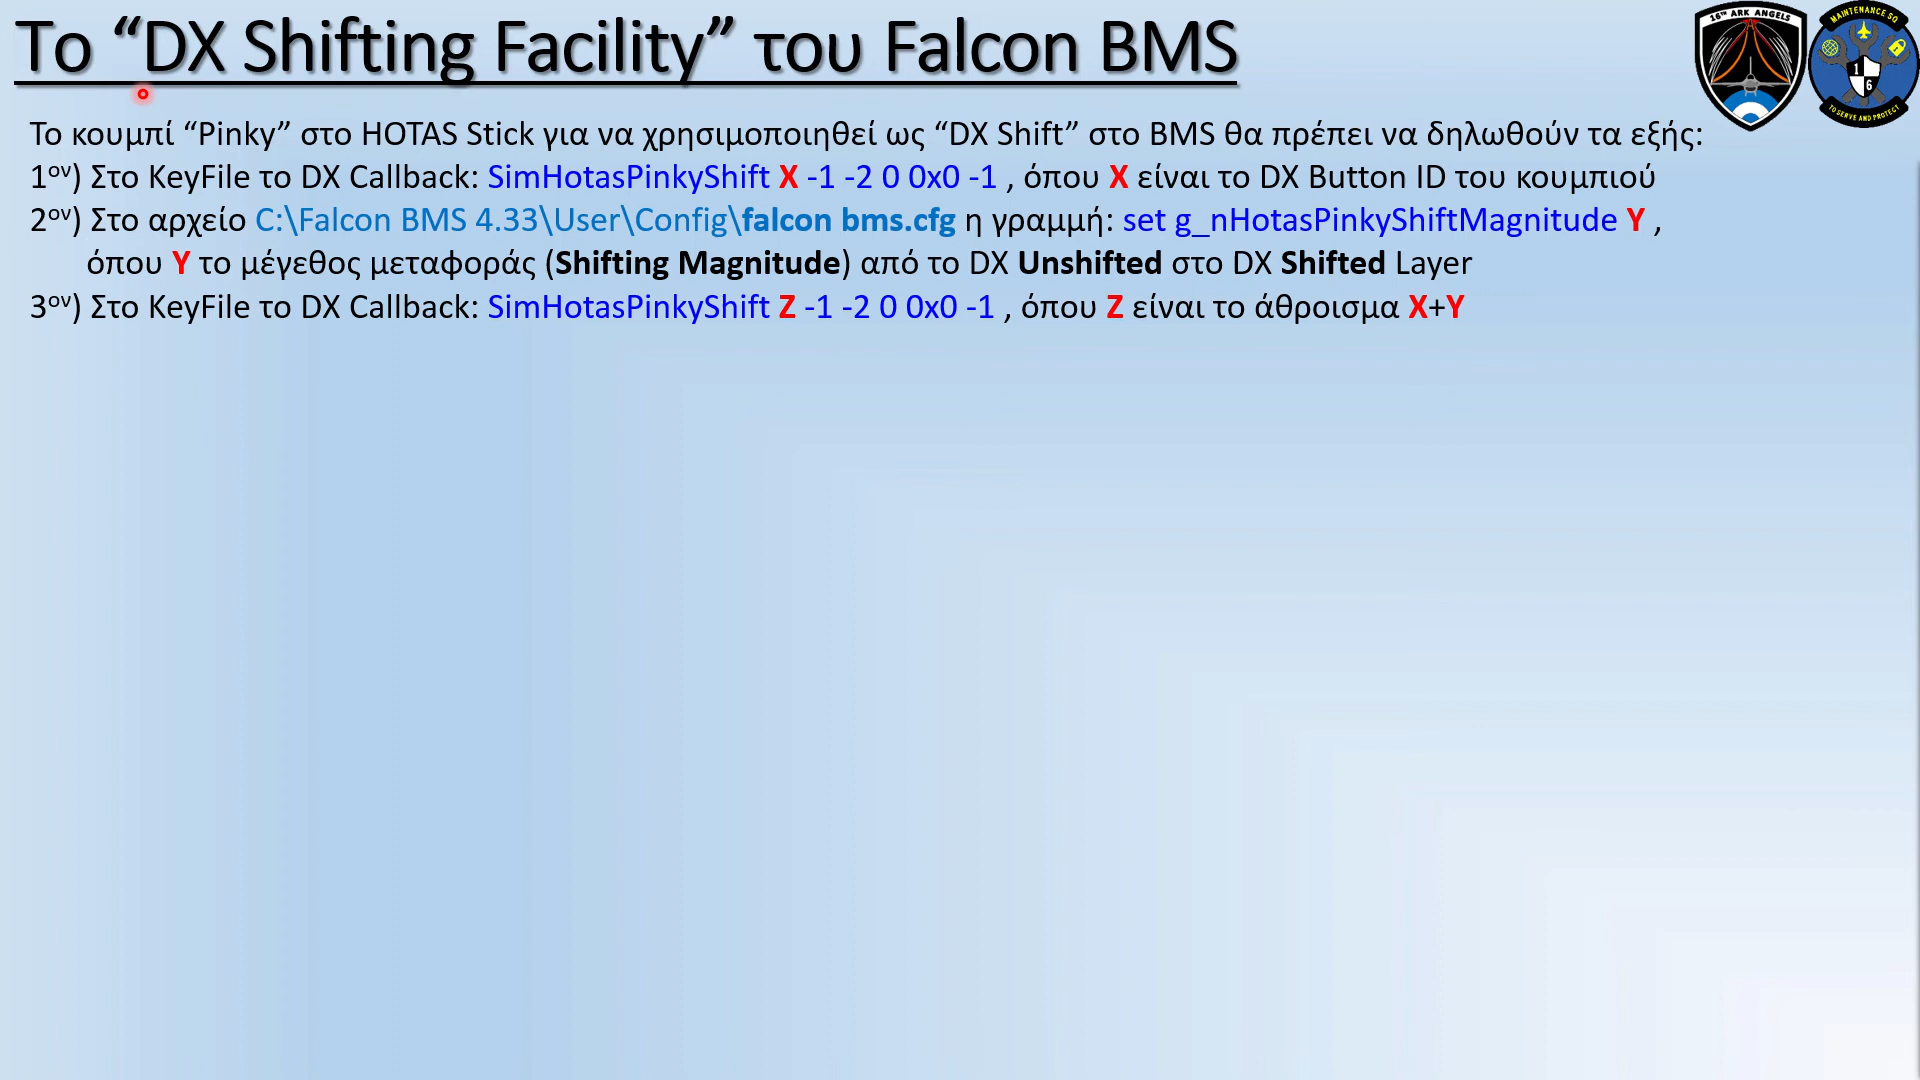 Το “DX Shifting Facility” του Falcon BMS
16TH ARK ANGELS
MAINTENANCE SQ
1 6
TO SERVE AND PROTECT
Το κουμπί “Pinky” στο HOTAS Stick για να χρησιμοποιηθεί ως “DX Shift” στο BMS θα πρέπει να δηλωθούν τα εξής:
1ον) Στο KeyFile το DX Callback: SimHotasPinkyShift X -1 -2 0 0x0 -1 , όπου X είναι το DX Button ID του κουμπιού
2ον) Στο αρχείο C:\Falcon BMS 4.33\User\Config\falcon bms.cfg η γραμμή: set g_nHotasPinkyShiftMagnitude Y ,
όπου Y το μέγεθος μεταφοράς (Shifting Magnitude) από το DX Unshifted στο DX Shifted Layer
3ον) Στο KeyFile το DX Callback: SimHotasPinkyShift Z -1 -2 0 0x0 -1 , όπου Z είναι το άθροισμα X+Y